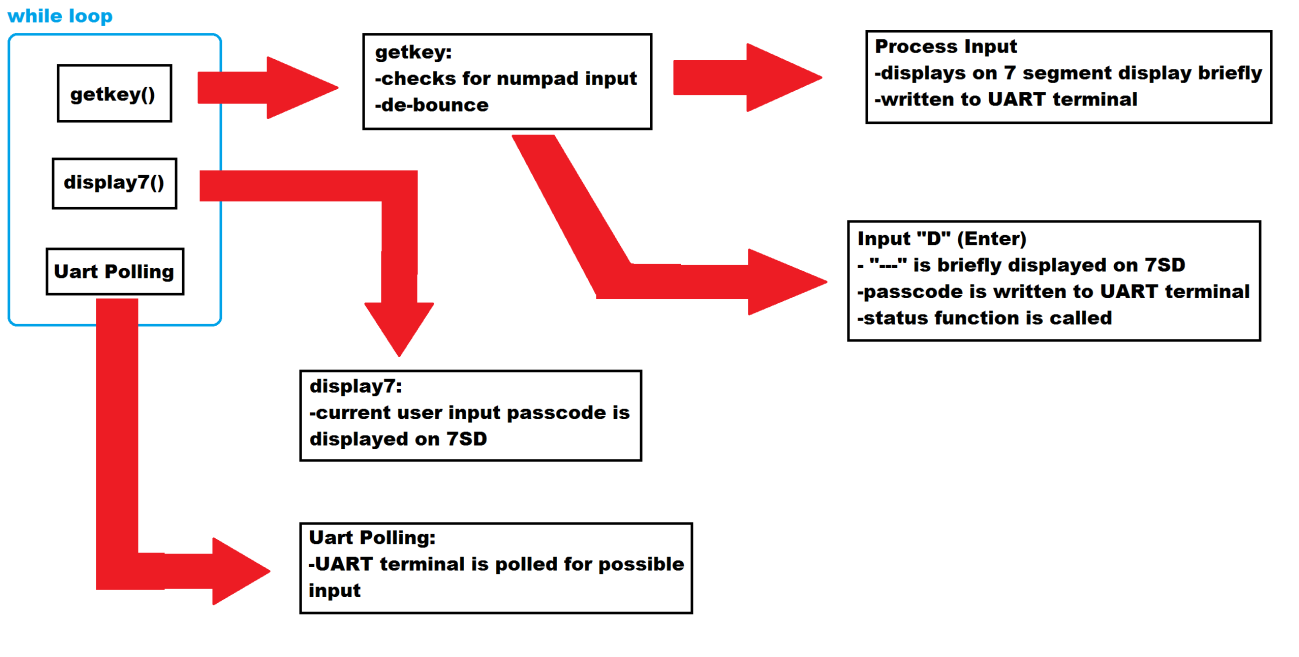 while loop
getkey()
display7()
Uart Polling
getkey:
-checks for numpad input
-de-bounce
Process Input
-displays on 7 segment display briefly
-written to UART terminal
Input "D" (Enter)
- "---" is briefly displayed on 7SD
-passcode is written to UART terminal
-status function is called
display7:
-current user input passcode is
displayed on 7SD
Uart Polling:
-UART terminal is polled for possible
input